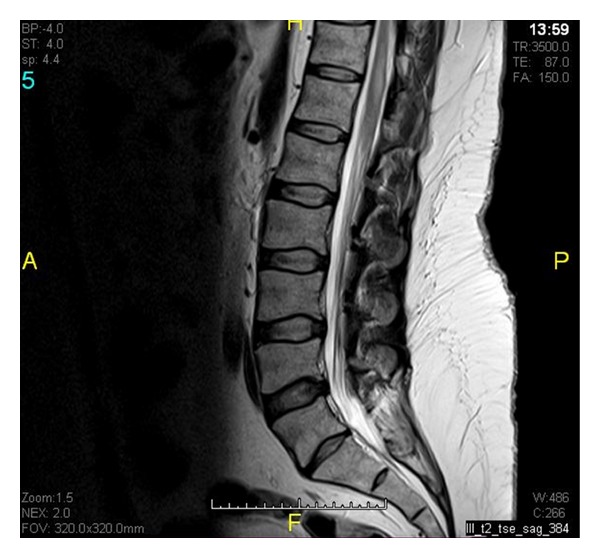 BP:-4.0
ST: 4.0
sp: 4.4
5
H
13:59
TR:3500.0
TE: 87.0
FA: 150.0
A
P
Zoom:1.5
NEX: 2.0
FOV: 320.0x320.0mm
F
W:486
C:266
III_t2_tse_sag_384